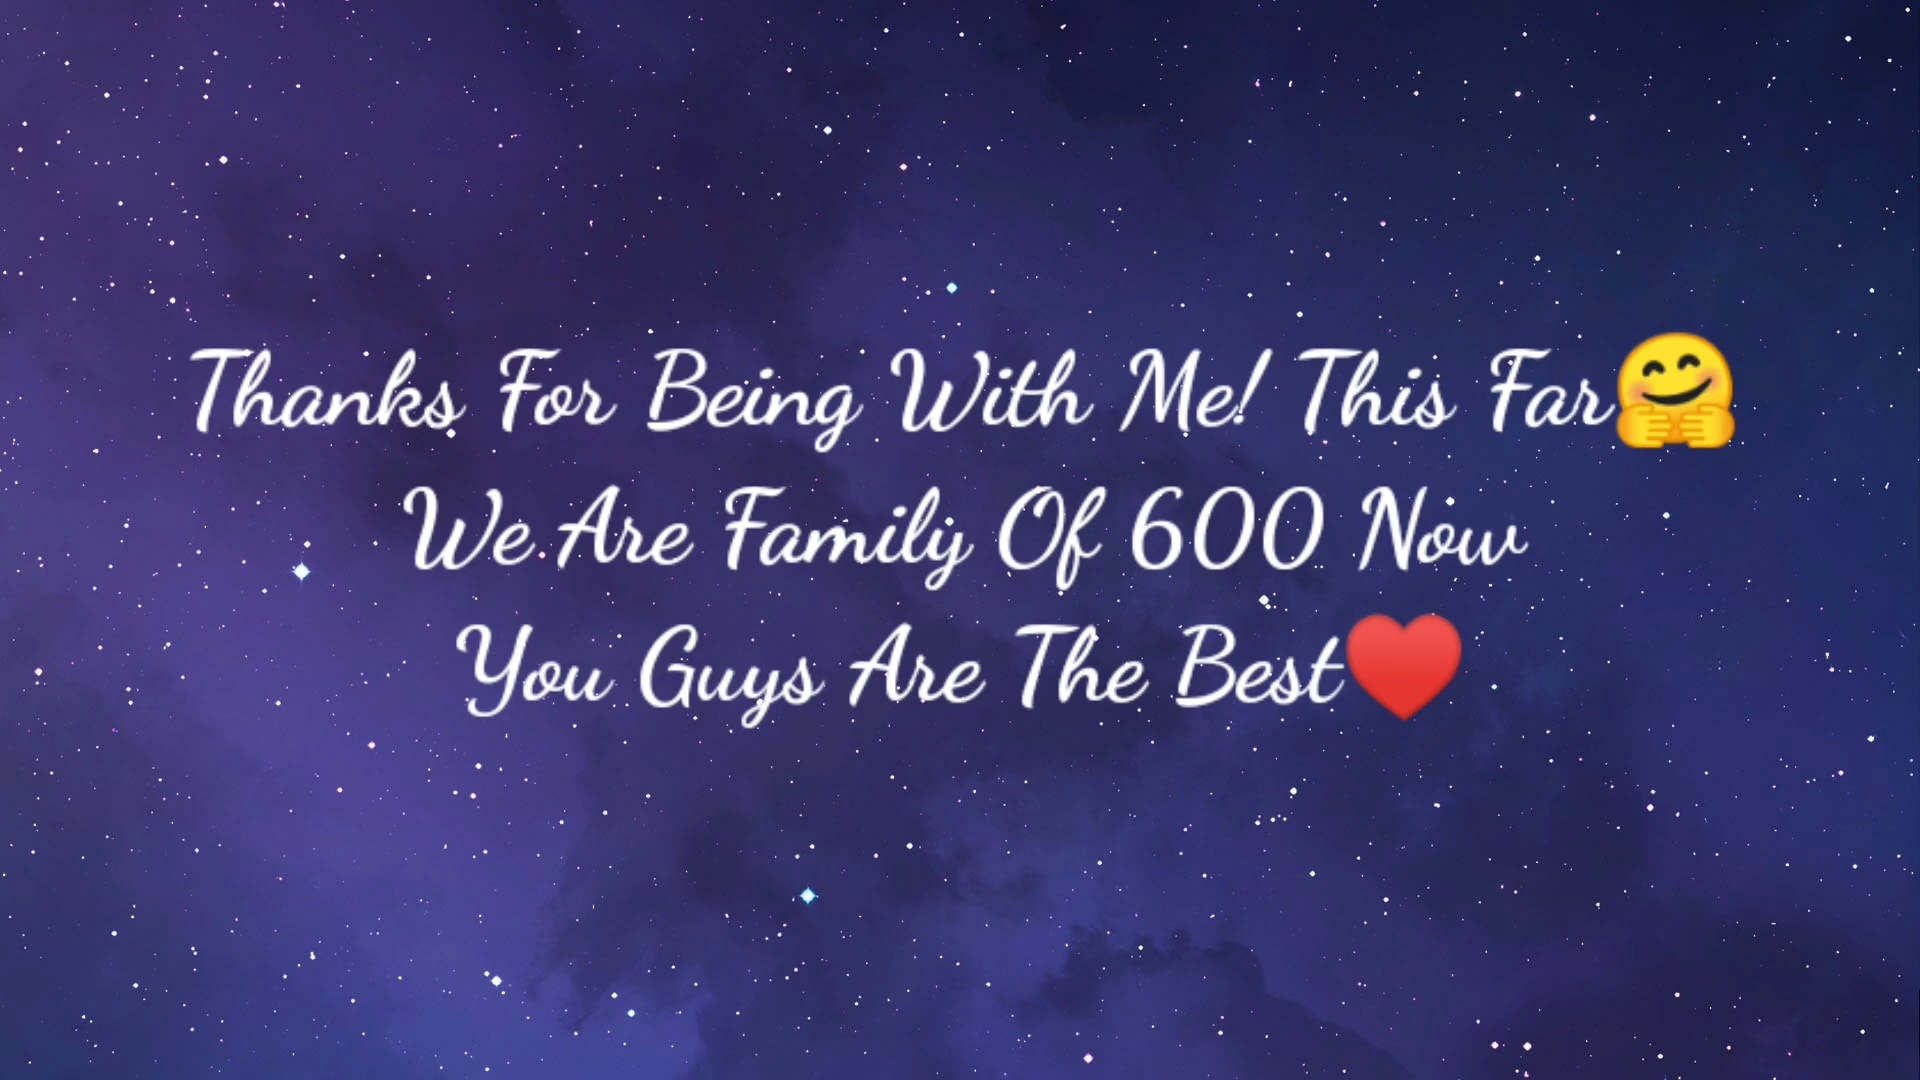 Thanks For Being With Me! This Far🤗
We Are Family Of 600 Now
You Guys Are The Best♥️